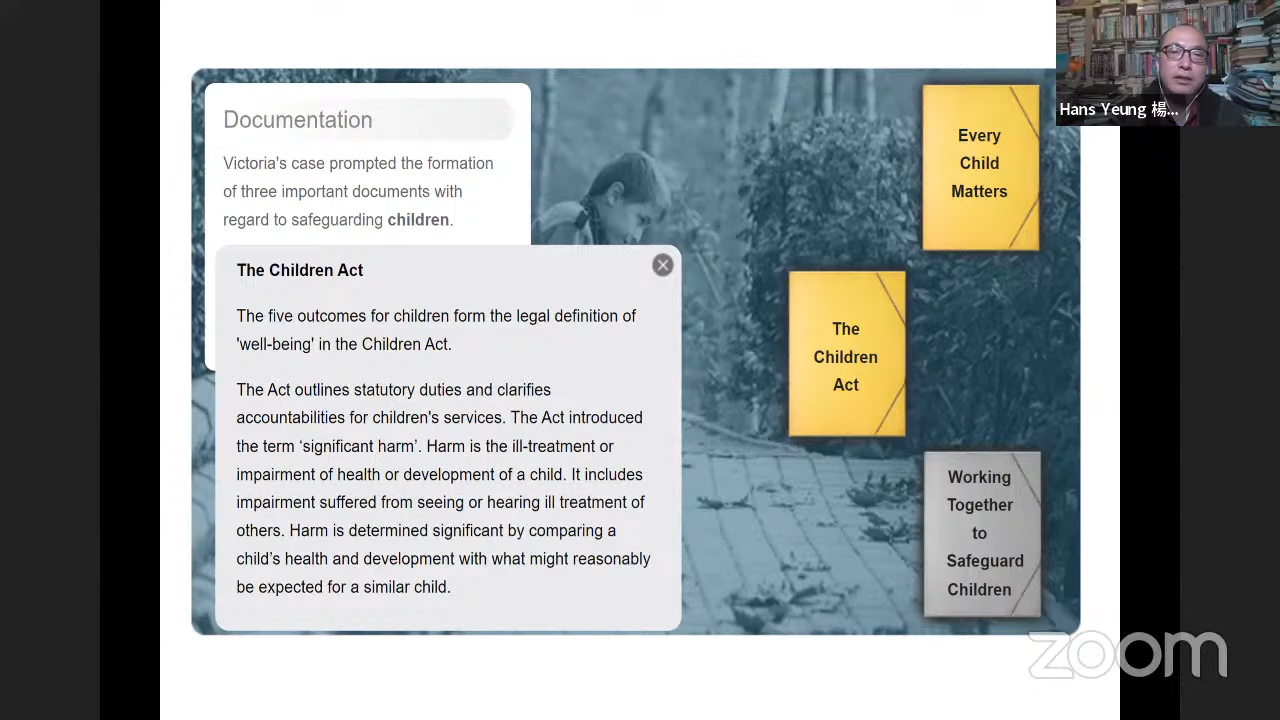 Documentation
Victoria's case prompted the formation
of three important documents with
regard to safeguarding children.
The Children Act
The five outcomes for children form the legal definition of
'well-being' in the Children Act.
The Act outlines statutory duties and clarifies
accountabilities for children's services. The Act introduced
the term ‘significant harm’. Harm is the ill-treatment or
impairment of health or development of a child. It includes
impairment suffered from seeing or hearing ill treatment of
others. Harm is determined significant by comparing a
child’s health and development with what might reasonably
be expected for a similar child.
Every
Child
Matters
The
Children
Act
Working
Together
to
Safeguard
Children
Hans Yeung 楊...
zoom